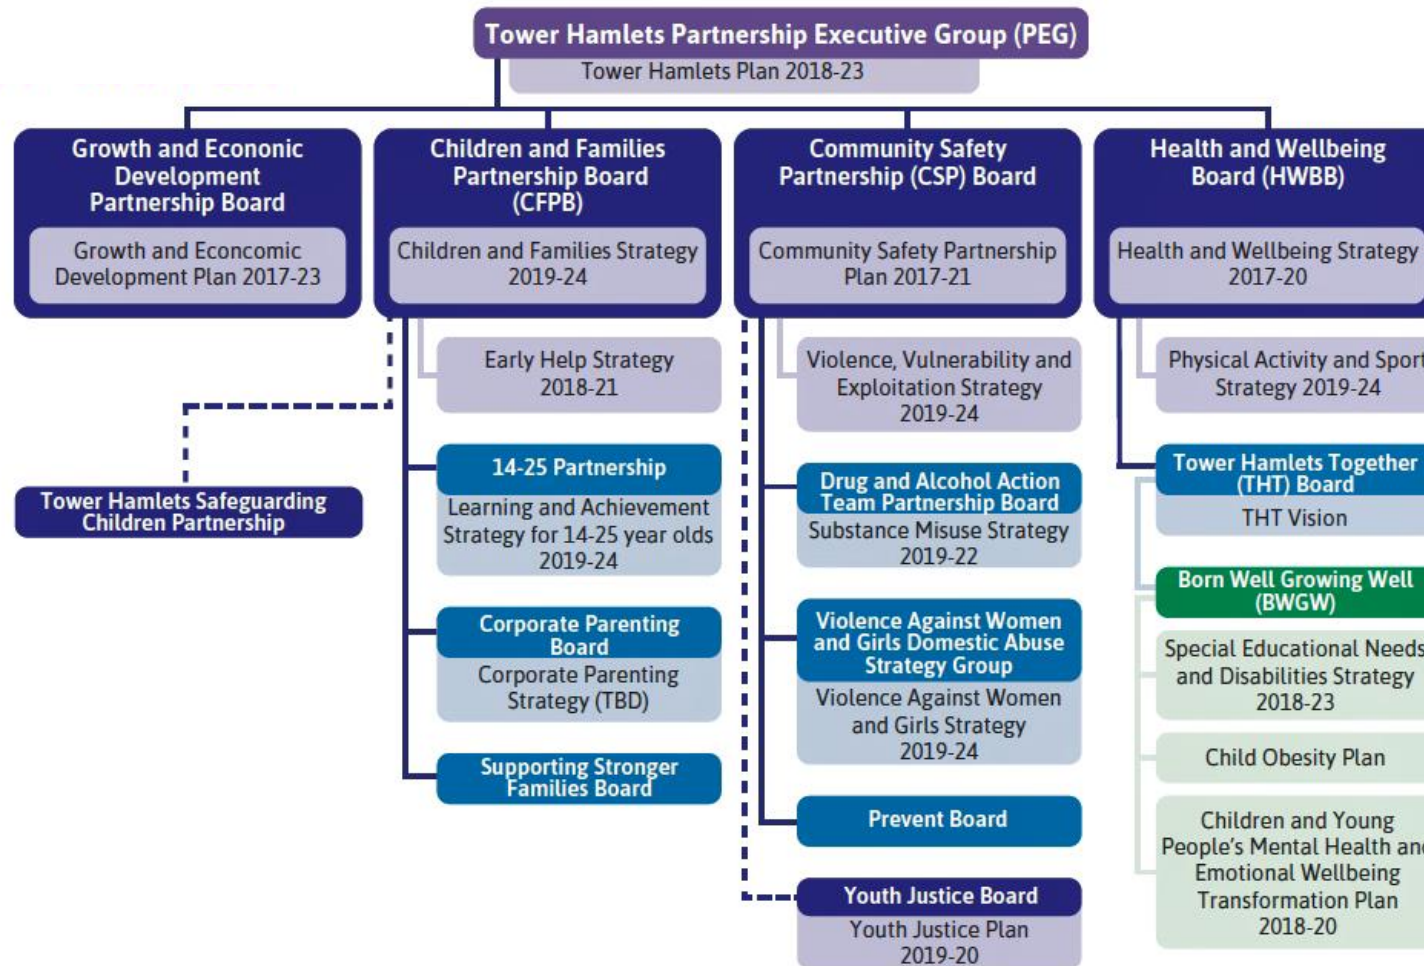 Tower Hamlets Partnership Executive Group (PEG)
Tower Hamlets Plan 2018-23
Growth and Econonic
Development
Partnership Board
Growth and Econcomic
Development Plan 2017-23
Children and Families
Partnership Board
(CFPB)
Children and Families Strategy
2019-24
Early Help Strategy
2018-21
14-25 Partnership
Learning and Achievement
Strategy for 14-25 year olds
2019-24
Corporate Parenting
Board
Corporate Parenting
Strategy (TBD)
Supporting Stronger
Families Board
Tower Hamlets Safeguarding
Children Partnership
Community Safety
Partnership (CSP) Board
Community Safety Partnership
Plan 2017-21
Violence, Vulnerability and
Exploitation Strategy
2019-24
Drug and Alcohol Action
Team Partnership Board
Substance Misuse Strategy
2019-22
Violence Against Women
and Girls Domestic Abuse
Strategy Group
Violence Against Women
and Girls Strategy
2019-24
Prevent Board
Youth Justice Board
Youth Justice Plan
2019-20
Health and Wellbeing
Board (HWBB)
Health and Wellbeing Strategy
2017-20
Physical Activity and Sport
Strategy 2019-24
Tower Hamlets Together
(THT) Board
THT Vision
Born Well Growing Well
(BWGW)
Special Educational Needs
and Disabilities Strategy
2018-23
Child Obesity Plan
Children and Young
People's Mental Health and
Emotional Wellbeing
Transformation Plan
2018-20